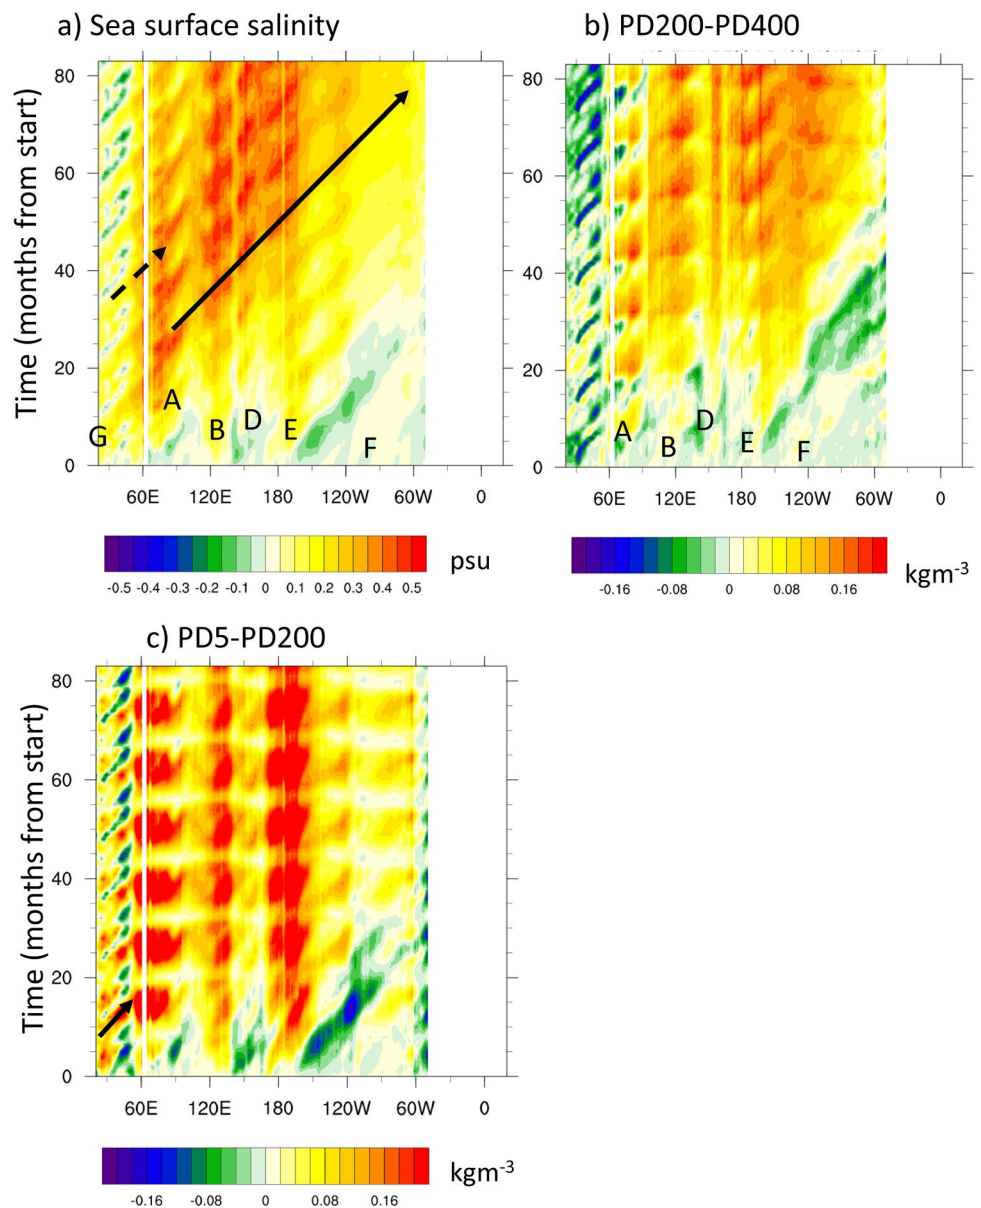 a) Sea surface salinity
b) PD200-PD400
Time (months from start)
80
60
40
20
0
G
A
B
D
E
F
60E 120E 180 120W 60W 0
-0.5 -0.4 -0.3 -0.2 -0.1 0 0.1 0.2 0.3 0.4 0.5
psu
80
60
40
20
0
A
B
D
E
F
60E 120E 180 120W 60W 0
-0.16 -0.08 0 0.08 0.16
kgm-3
c) PD5-PD200
Time (months from start)
80
60
40
20
0
60E 120E 180 120W 60W 0
-0.16 -0.08 0 0.08 0.16
kgm-3